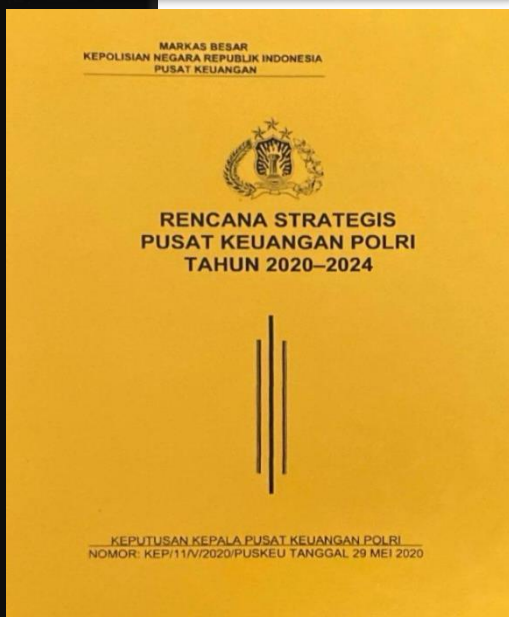 MARKAS BESAR
KEPOLISIAN NEGARA REPUBLIK INDONESIA
PUSAT KEUANGAN
RENCANA STRATEGIS
PUSAT KEUANGAN POLRI
TAHUN 2020–2024
KEPUTUSAN KEPALA PUSAT KEUANGAN POLRI
NOMOR: KEP/11/V/2020/PUSKEU TANGGAL 29 MEI 2020